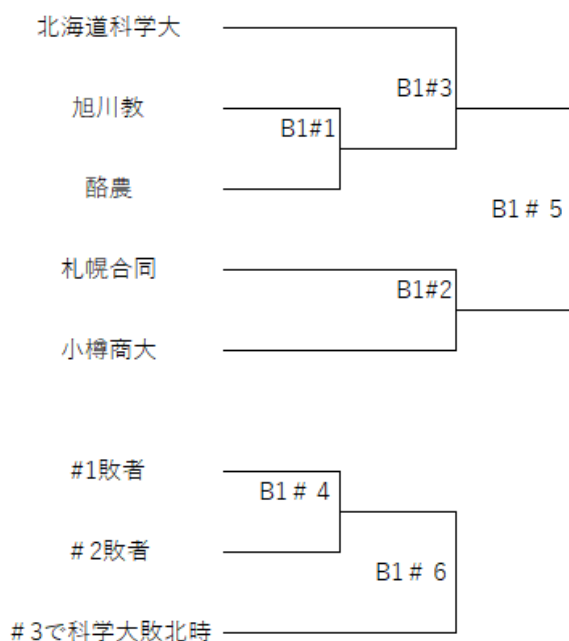 北海道科学大
B1#3
旭川教
B1#1
酪農
B1＃５
札幌合同
B1#2
小樽商大
#1敗者
B1＃４
＃2敗者
B1＃６
＃3で科学大敗北時